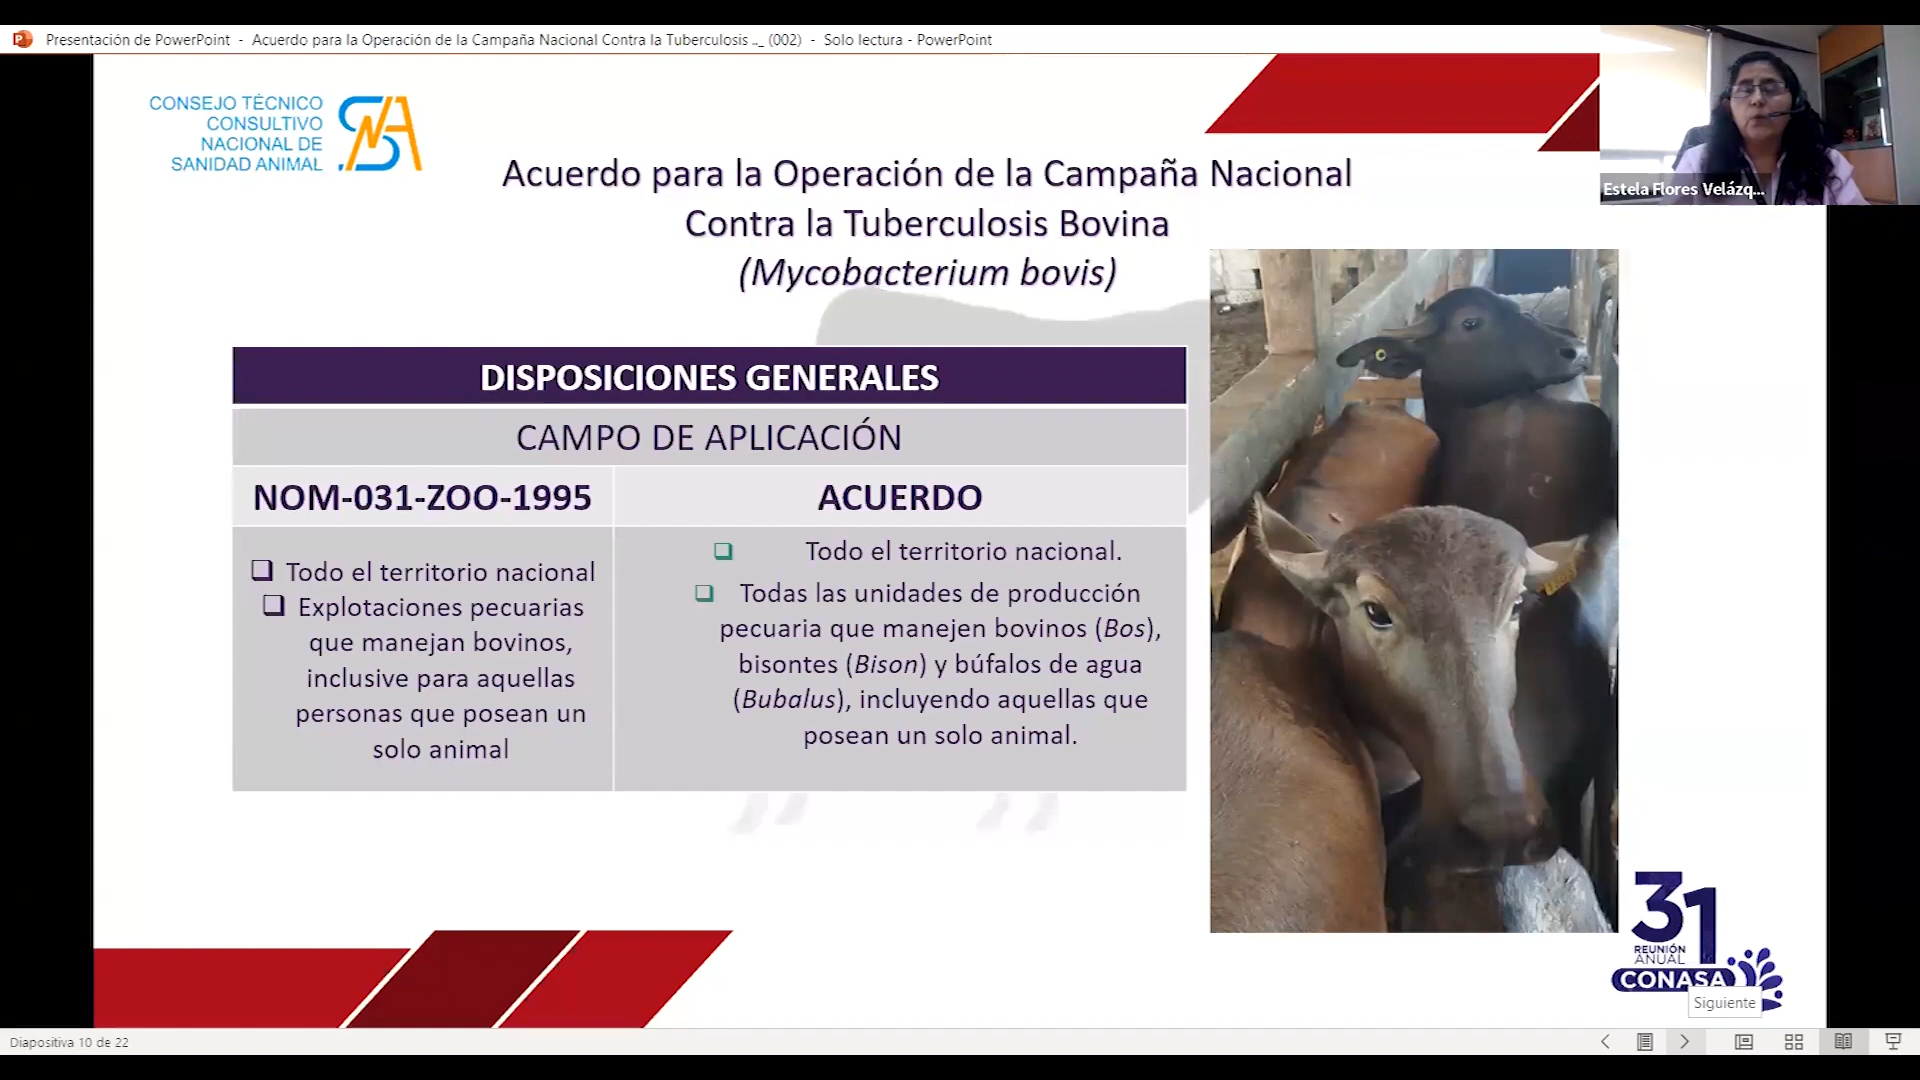 Presentación de PowerPoint - Acuerdo para la Operación de la Campaña Nacional Contra la Tuberculosis .._ (002) - Solo lectura - PowerPoint
CONSEJO TÉCNICO
CONSULTIVO
NACIONAL DE
SANIDAD ANIMAL
Estela Flores Velázq...
Acuerdo para la Operación de la Campaña Nacional
Contra la Tuberculosis Bovina
(Mycobacterium bovis)
DISPOSICIONES GENERALES
CAMPO DE APLICACIÓN
NOM-031-ZOO-1995
ACUERDO
Todo el territorio nacional
Explotaciones pecuarias
que manejan bovinos,
inclusive para aquellas
personas que posean un
solo animal
Todo el territorio nacional.
Todas las unidades de producción
pecuaria que manejen bovinos (Bos),
bisontes (Bison) y búfalos de agua
(Bubalus), incluyendo aquellas que
posean un solo animal.
31
REUNIÓN
ANUAL
CONASA
Siguiente
Diapositiva 10 de 22